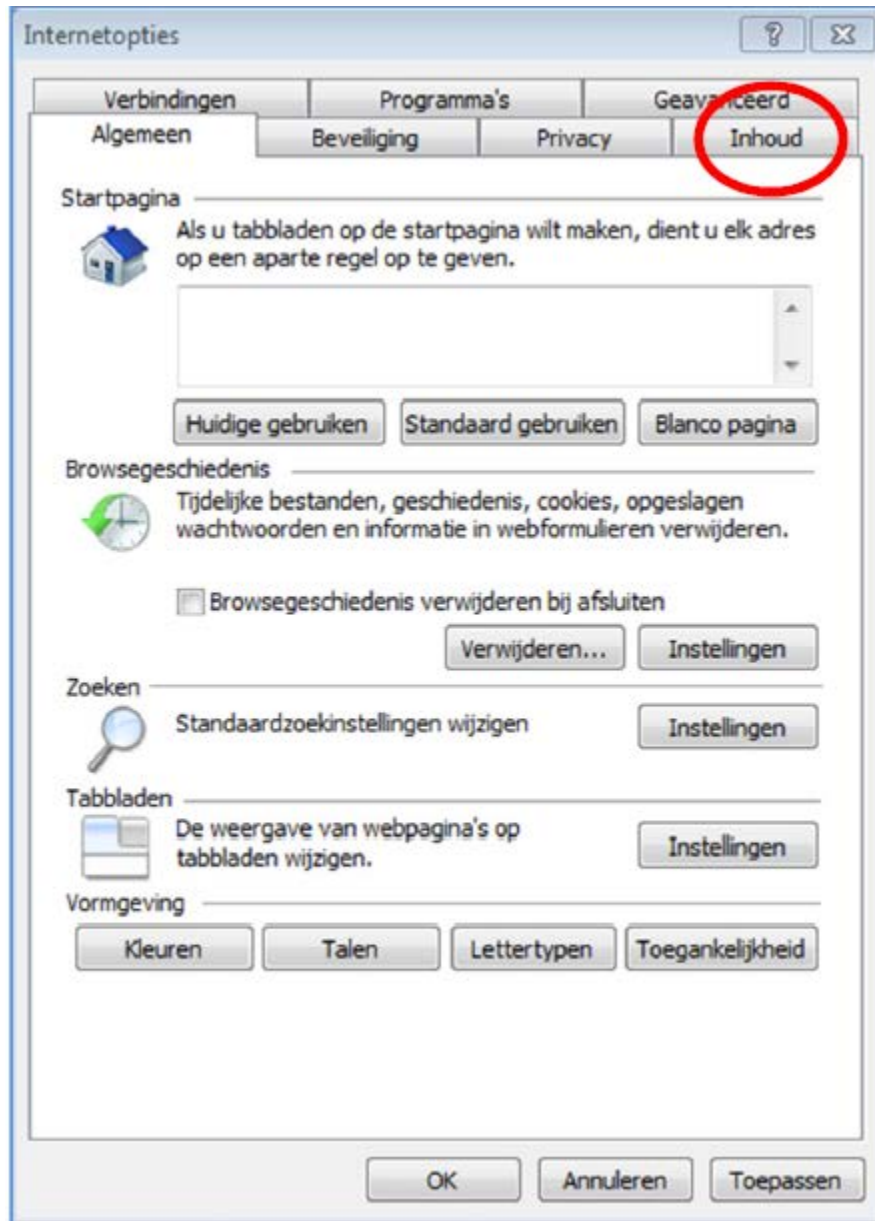 Internetopties
Verbindingen Programma's Geavanceerd
Algemeen Beveiliging Privacy Inhoud
Startpagina
Als u tabbladen op de startpagina wilt maken, dient u elk adres
op een aparte regel op te geven.
Huidige gebruiken Standaard gebruiken Blanco pagina
Browsegeschiedenis
Tijdelijke bestanden, geschiedenis, cookies, opgeslagen
wachtwoorden en informatie in webformulieren verwijderen.
Browsegeschiedenis verwijderen bij afsluiten
Verwijderen... Instellingen
Zoeken
Standaardzoekinstellingen wijzigen Instellingen
Tabbladen
De weergave van webpagina's op
tabbladen wijzigen. Instellingen
Vormgeving
Kleuren Talen Lettertypen Toegankelijkheid
OK Annuleren Toepassen